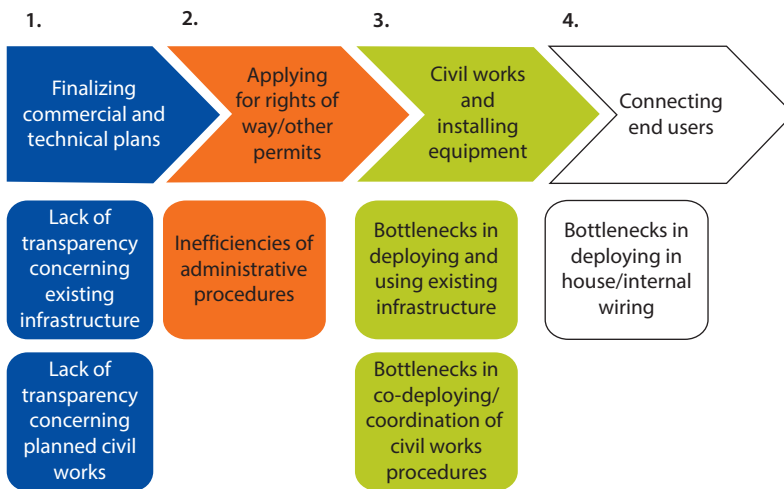 1.
2.
3.
4.
Finalizing
commercial and
technical plans
Applying
for rights of
way/other
permits
Civil works
and
installing
equipment
Connecting
end users
Lack of
transparency
concerning
existing
infrastructure
Inefficiencies of
administrative
procedures
Bottlenecks in
deploying and
using existing
infrastructure
Bottlenecks in
deploying in
house/internal
wiring
Lack of
transparency
concerning
planned civil
works
Bottlenecks in
co-deploying/
coordination of
civil works
procedures